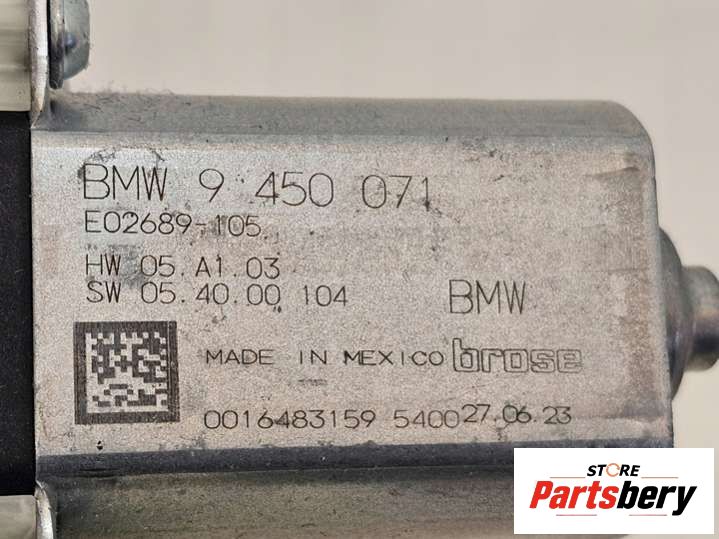 BMW 9 450 071
E02689-105
HW 05.A1.03
SW 05.40.00 104
BMW
MADE IN MEXICO brose
0016483159 5400 27.06.23
STORE
Partsbery